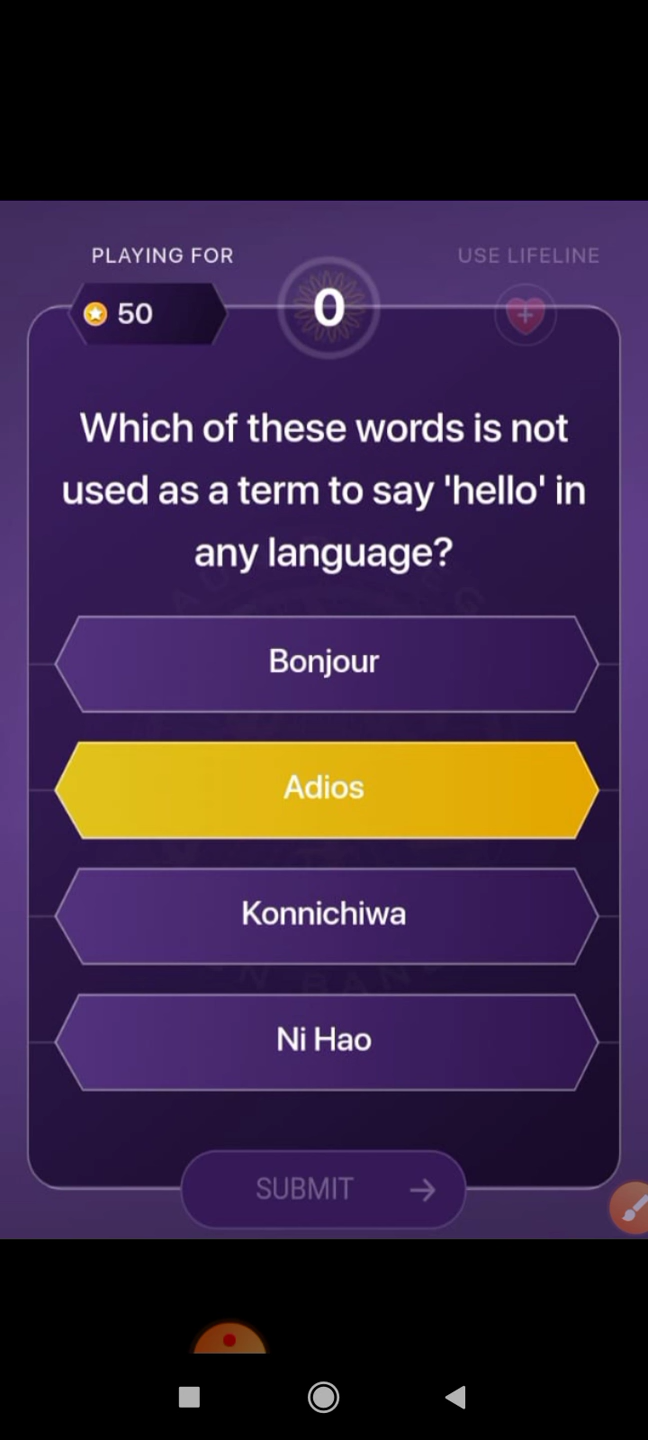 PLAYING FOR
USE LIFELINE
50
0
Which of these words is not
used as a term to say 'hello' in
any language?
Bonjour
Adios
Konnichiwa
Ni Hao
SUBMIT